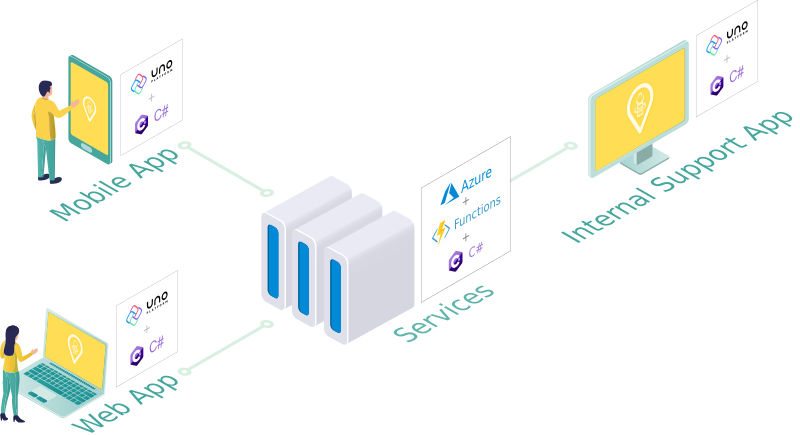 uno
PLATFORM
+
C#
Mobile App
uno
PLATFORM
+
C#
Internal Support App
Azure
+
Functions
+
C#
Services
uno
PLATFORM
+
C#
Web App